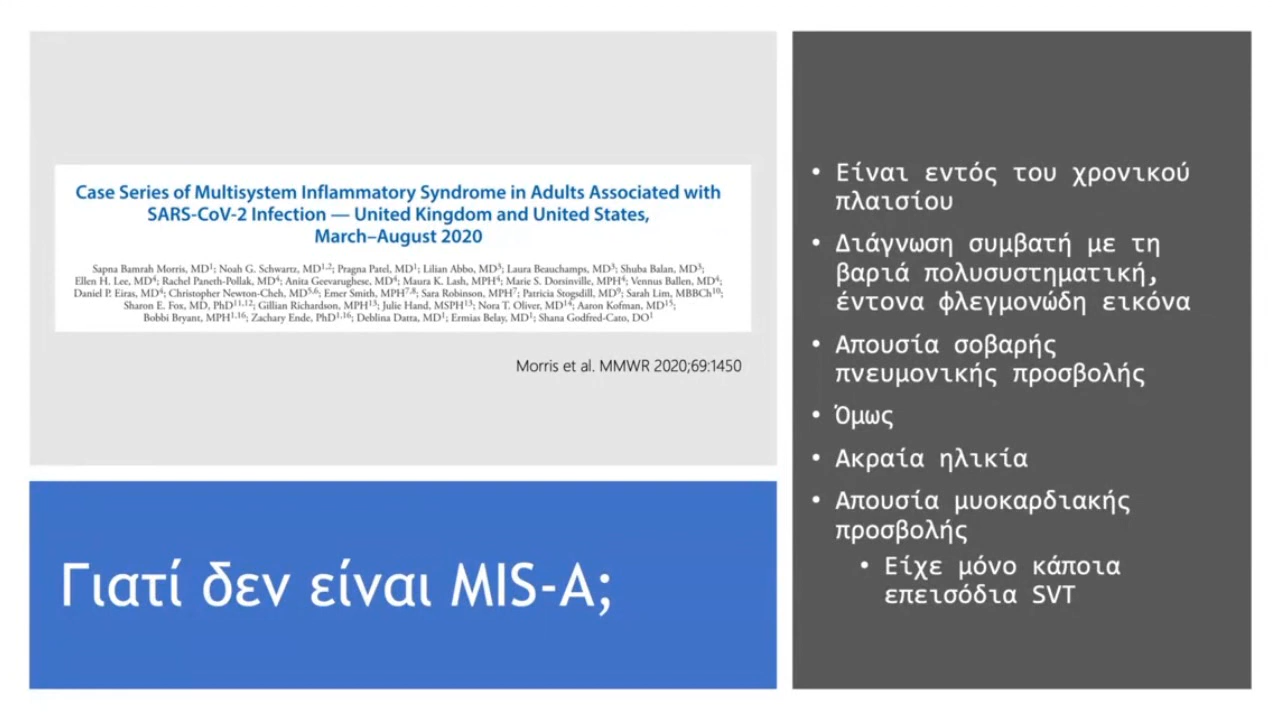 Case Series of Multisystem Inflammatory Syndrome in Adults Associated with
SARS-CoV-2 Infection — United Kingdom and United States,
March–August 2020
Sapna Bamrah Morris, MD¹; Noah G. Schwartz, MD¹,²; Pragna Patel, MD¹; Lilian Abbo, MD³; Laura Beauchamps, MD³; Shuba Balan, MD³;
Ellen H. Lee, MD⁴; Rachel Paneth-Pollak, MD⁴; Anita Geevarughese, MD⁴; Maura K. Lash, MPH⁴; Marie S. Dorsinville, MPH⁴; Vennus Ballen, MD⁴;
Daniel P. Eiras, MD⁴; Christopher Newton-Cheh, MD⁵,⁶; Emer Smith, MPH⁷,⁸; Sara Robinson, MPH⁷; Patricia Stogsdill, MD⁹; Sarah Lim, MBBCh¹⁰;
Sharon E. Fox, MD, PhD¹¹,¹²; Gillian Richardson, MPH¹³; Julie Hand, MSPH¹³; Nora T. Oliver, MD¹⁴; Aaron Kofman, MD¹⁵;
Bobbi Bryant, MPH¹,¹⁶; Zachary Ende, PhD¹,¹⁶; Deblina Datta, MD¹; Ermias Belay, MD¹; Shana Godfred-Cato, DO¹
Morris et al. MMWR 2020;69:1450
Γιατί δεν είναι MIS-A;
• Είναι εντός του χρονικού
πλαισίου
• Διάγνωση συμβατή με τη
βαριά πολυσυστηματική,
έντονα φλεγμονώδη εικόνα
• Απουσία σοβαρής
πνευμονικής προσβολής
• Όμως
• Ακραία ηλικία
• Απουσία μυοκαρδιακής
προσβολής
• Είχε μόνο κάποια
επεισόδια SVT